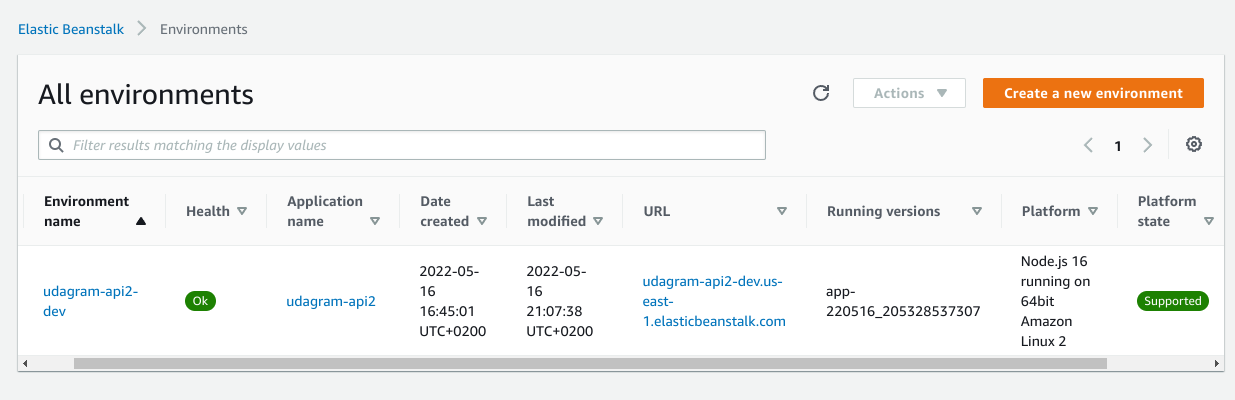 Elastic Beanstalk > Environments
All environments
Actions
Create a new environment
Filter results matching the display values
1
Environment name
Health
Application name
Date created
Last modified
URL
Running versions
Platform
Platform state
udagram-api2-
dev
Ok
udagram-api2
2022-05-
16
16:45:01
UTC+0200
2022-05-
16
21:07:38
UTC+0200
udagram-api2-dev.us-
east-
1.elasticbeanstalk.com
app-
220516_205328537307
Node.js 16
running on
64bit
Amazon
Linux 2
Supported